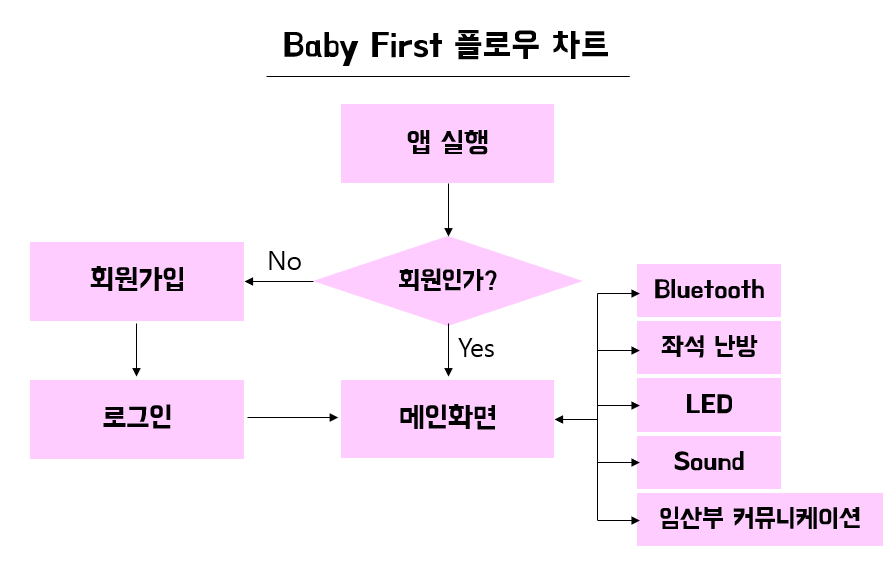 Baby First 플로우 차트
앱 실행
회원인가?
No
회원가입
Yes
로그인
메인화면
Bluetooth
좌석 난방
LED
Sound
임산부 커뮤니케이션